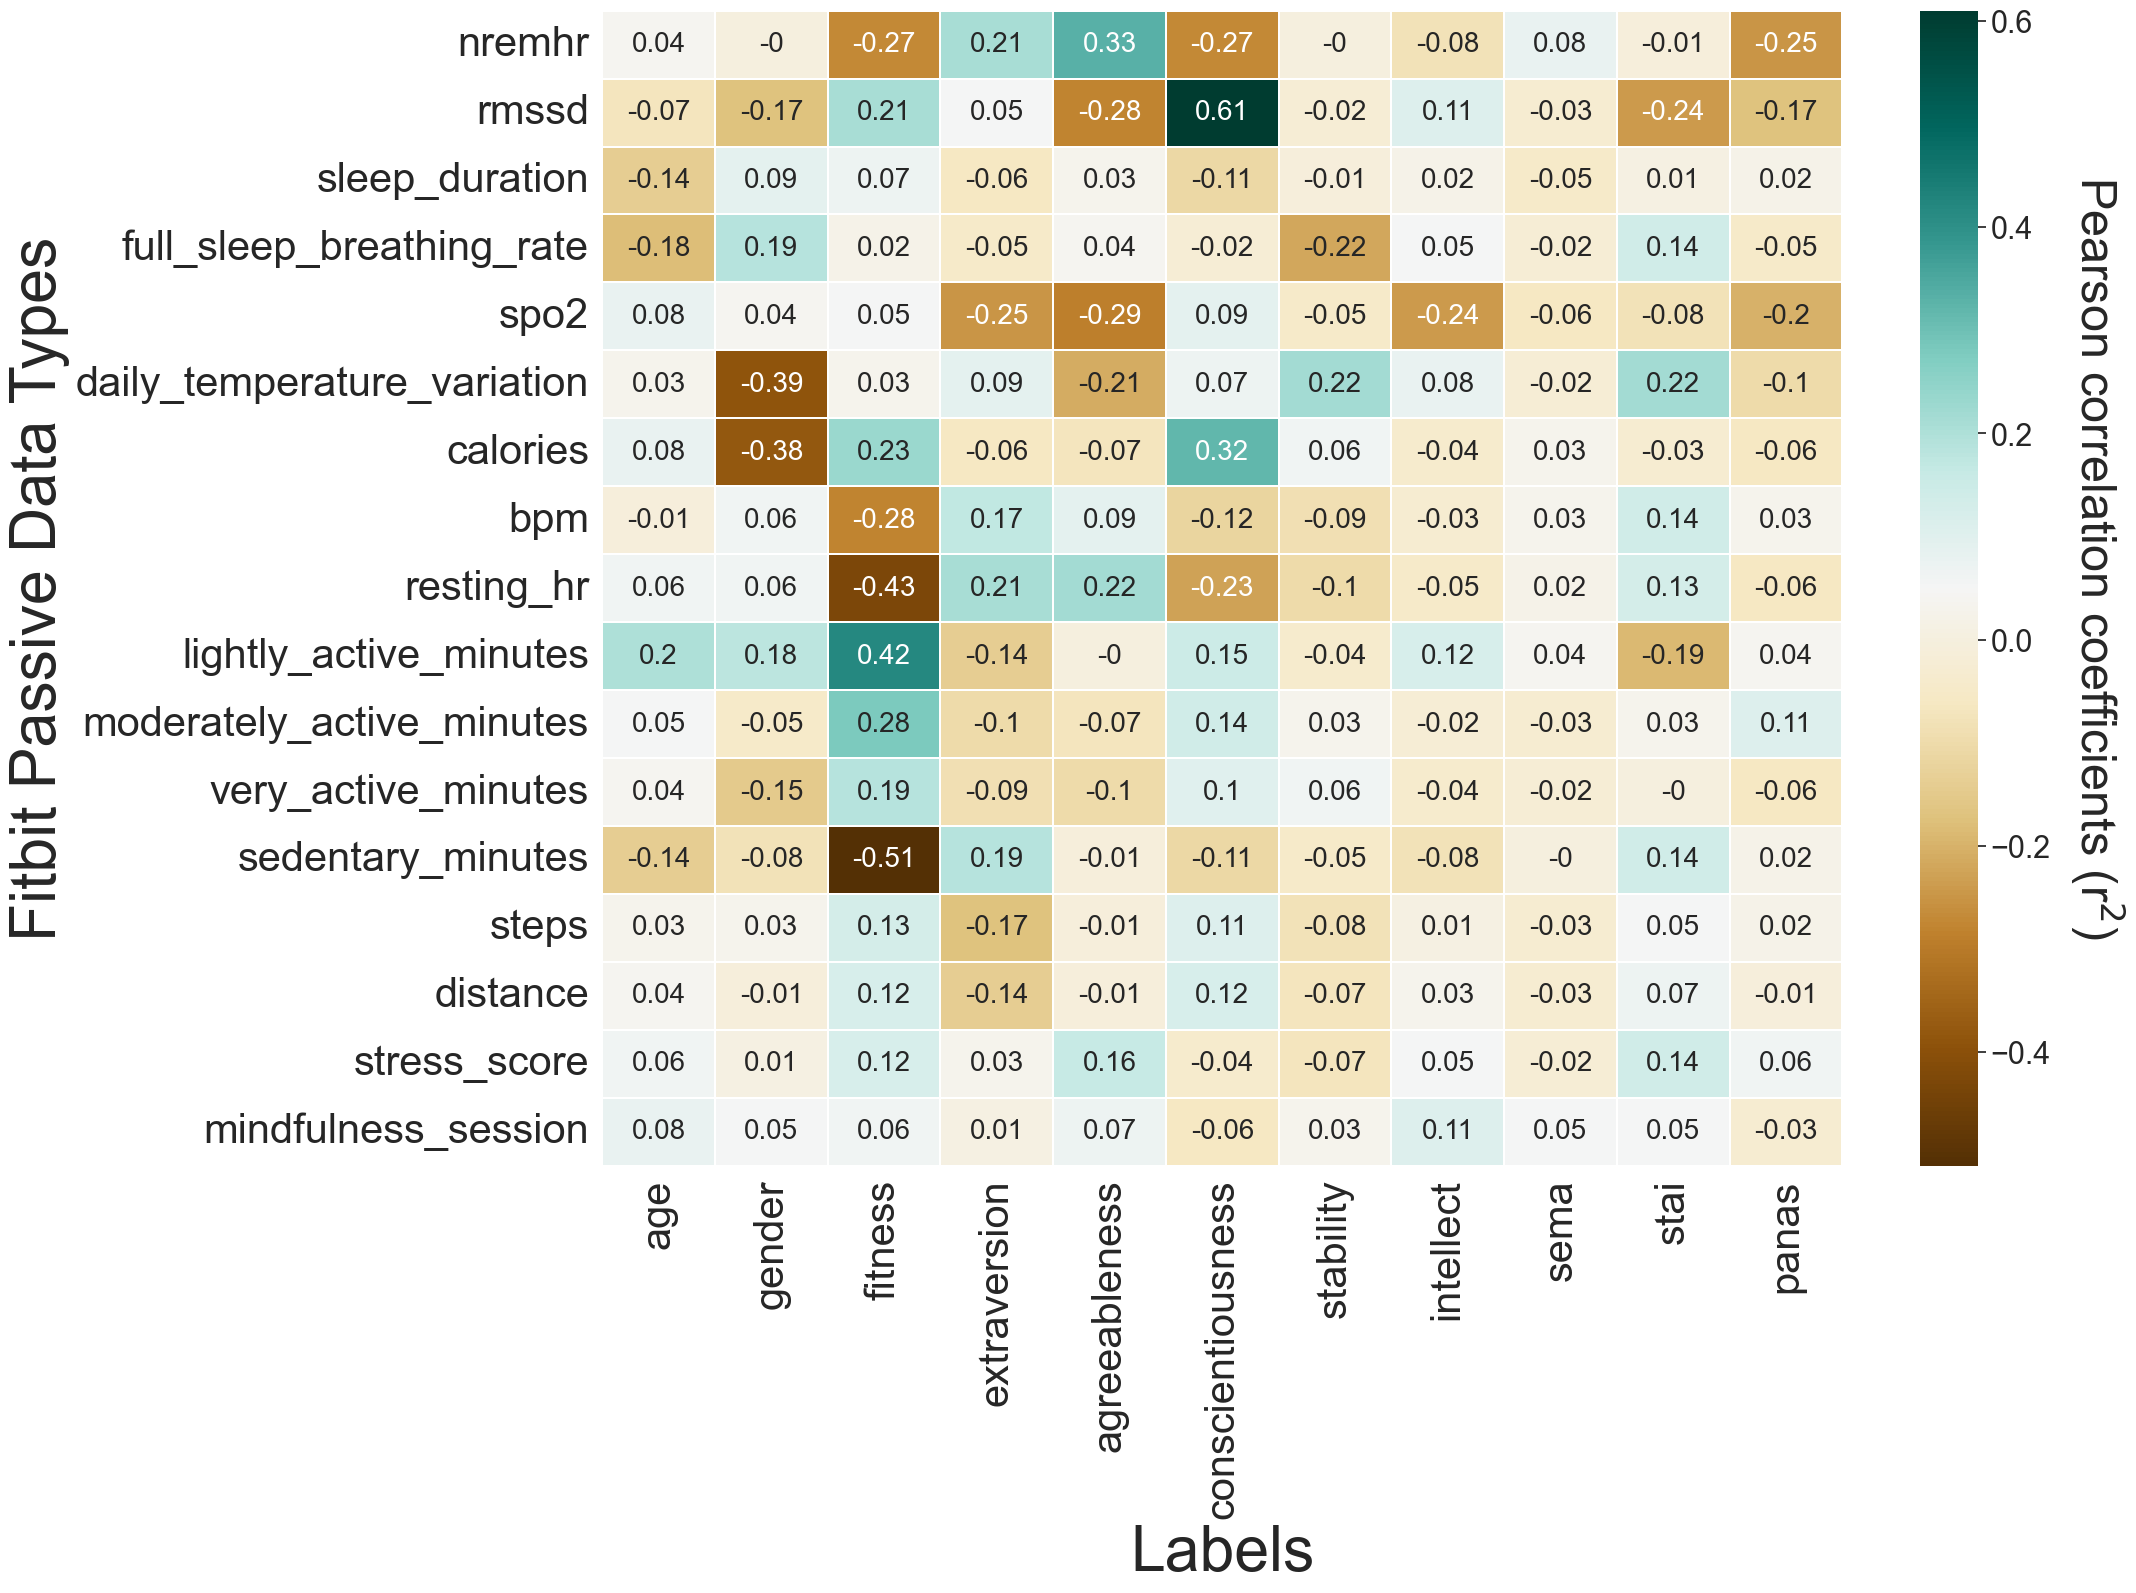 nremhr 0.04 -0 -0.27 0.21 0.33 -0.27 -0 -0.08 0.08 -0.01 -0.25
rmssd -0.07 -0.17 0.21 0.05 -0.28 0.61 -0.02 0.11 -0.03 -0.24 -0.17
sleep_duration -0.14 0.09 0.07 -0.06 0.03 -0.11 -0.01 0.02 -0.05 0.01 0.02
full_sleep_breathing_rate -0.18 0.19 0.02 -0.05 0.04 -0.02 -0.22 0.05 -0.02 0.14 -0.05
spo2 0.08 0.04 0.05 -0.25 -0.29 0.09 -0.05 -0.24 -0.06 -0.08 -0.2
daily_temperature_variation 0.03 -0.39 0.03 0.09 -0.21 0.07 0.22 0.08 -0.02 0.22 -0.1
calories 0.08 -0.38 0.23 -0.06 -0.07 0.32 0.06 -0.04 0.03 -0.03 -0.06
bpm -0.01 0.06 -0.28 0.17 0.09 -0.12 -0.09 -0.03 0.03 0.14 0.03
resting_hr 0.06 0.06 -0.43 0.21 0.22 -0.23 -0.1 -0.05 0.02 0.13 -0.06
lightly_active_minutes 0.2 0.18 0.42 -0.14 -0 0.15 -0.04 0.12 0.04 -0.19 0.04
moderately_active_minutes 0.05 -0.05 0.28 -0.1 -0.07 0.14 0.03 -0.02 -0.03 0.03 0.11
very_active_minutes 0.04 -0.15 0.19 -0.09 -0.1 0.1 0.06 -0.04 -0.02 -0 -0.06
sedentary_minutes -0.14 -0.08 -0.51 0.19 -0.01 -0.11 -0.05 -0.08 -0 0.14 0.02
steps 0.03 0.03 0.13 -0.17 -0.01 0.11 -0.08 0.01 -0.03 0.05 0.02
distance 0.04 -0.01 0.12 -0.14 -0.01 0.12 -0.07 0.03 -0.03 0.07 -0.01
stress_score 0.06 0.01 0.12 0.03 0.16 -0.04 -0.07 0.05 -0.02 0.14 0.06
mindfulness_session 0.08 0.05 0.06 0.01 0.07 -0.06 0.03 0.11 0.05 0.05 -0.03
age
gender
fitness
extraversion
agreeableness
conscientiousness
stability
intellect
sema
stai
panas
Labels
Fitbit Passive Data Types
0.6
0.4
0.2
0.0
−0.2
−0.4
Pearson correlation coefficients (r²)